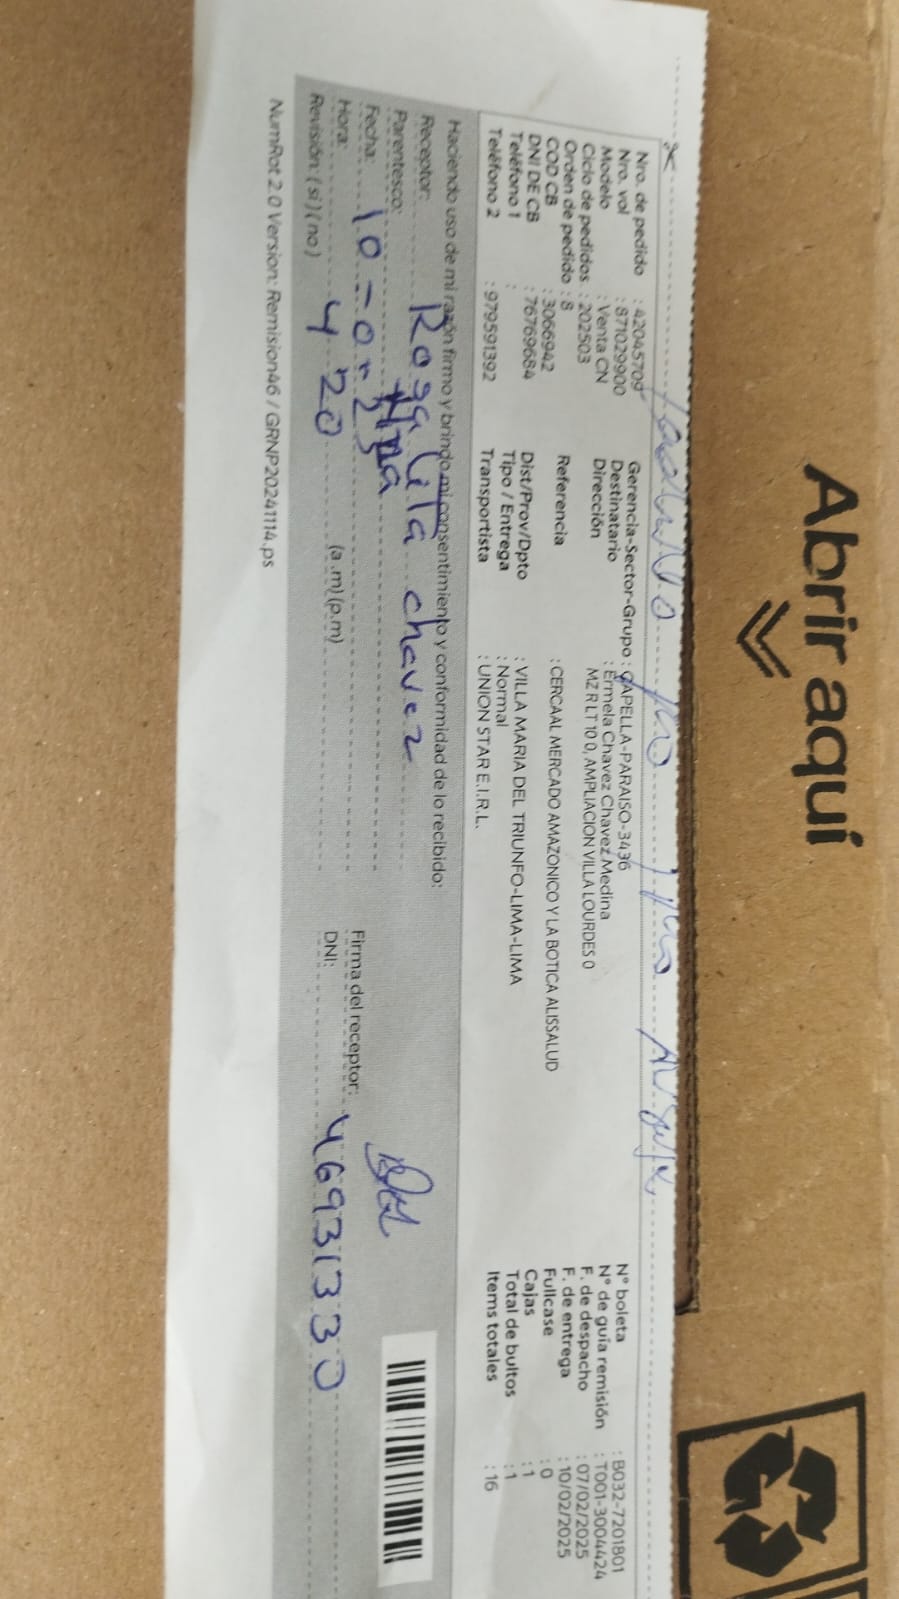 Abrir aquí
Nro. de pedido : 42045709
Nro. vol : 871029900
Modelo : Venta CN
Ciclo de pedidos : 202503
Orden de pedido : 8
COD CB : 3066942
DNI DE CB : 76769684
Teléfono 1 :
Teléfono 2 : 979591392
Gerencia-Sector-Grupo : CAPELLA-PARAISO-3436
Destinatario : Ermela Chavez Chavez Medina
Dirección MZ R LT 10 0, AMPLIACION VILLA LOURDES 0
Referencia : CERCAAL MERCADO AMAZONICO Y LA BOTICA ALISSALUD
Dist/Prov/Dpto : VILLA MARIA DEL TRIUNFO-LIMA-LIMA
Tipo / Entrega : Normal
Transportista : UNION STAR E.I.R.L.
N° boleta : B032-7201801
N° de guía remisión : T001-3004424
F. de despacho : 07/02/2025
F. de entrega : 10/02/2025
Fullcase : 0
Cajas : 1
Total de bultos : 1
Items totales : 16
Haciendo uso de mi razón firmo y brindo mi consentimiento y conformidad de lo recibido:
Receptor: Rosalila chavez
Parentesco:
Fecha: 10-02-25
Hora: 4 20 (a.m) (p.m)
Revisión: (si) (no)
Firma del receptor:
DNI: 46931330
NumRot 2.0 Version: Remision46 / GRNP20241114.ps